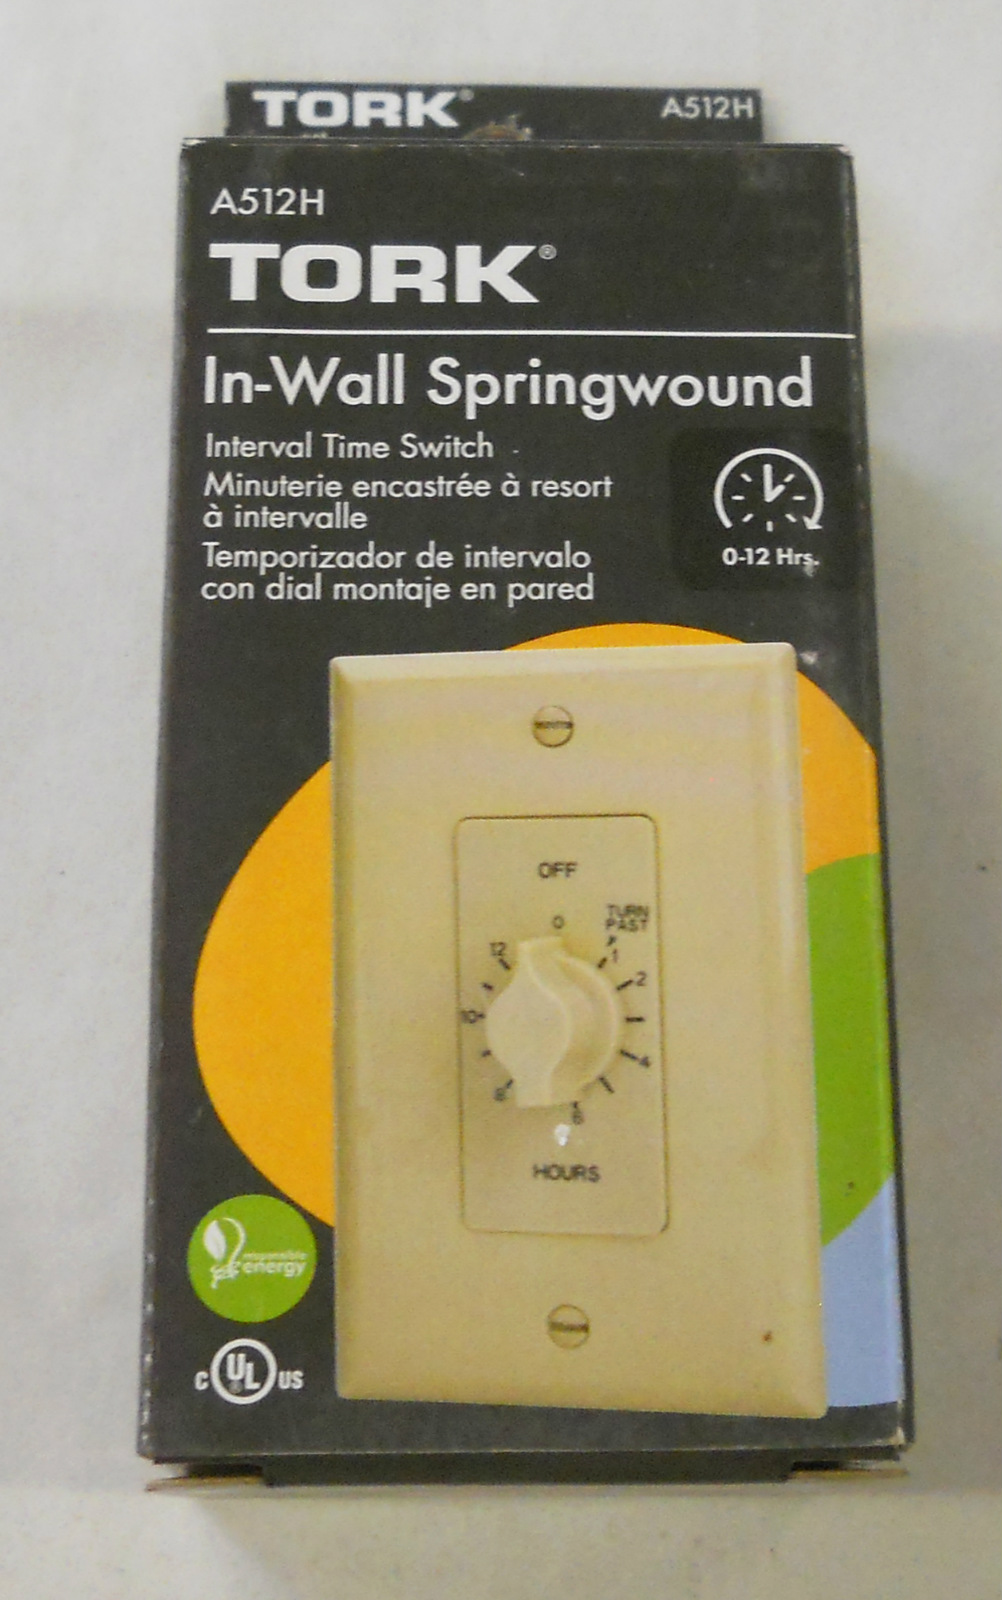 TORK® A512H
A512H
TORK®
In-Wall Springwound
Interval Time Switch
Minuterie encastrée à resort
à intervalle
Temporizador de intervalo
con dial montaje en pared
0-12 Hrs.
OFF
TURN
PAST
0
1
2
4
6
8
10
12
HOURS
responsible
energy
C UL® US